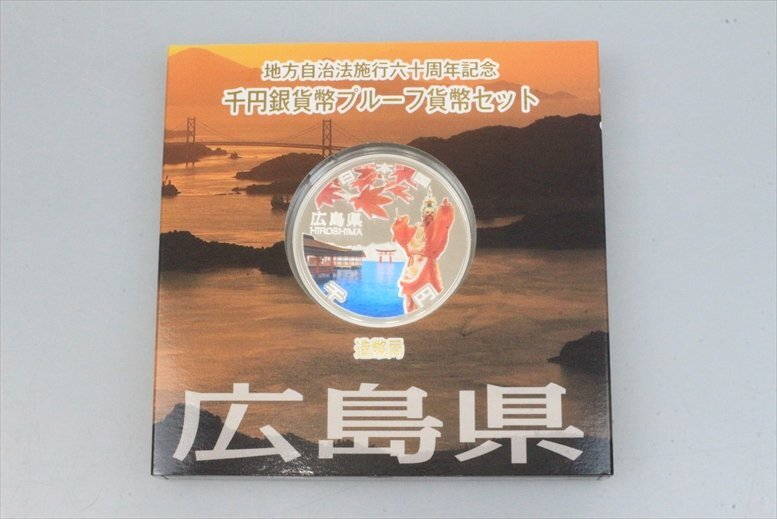 地方自治法施行六十周年記念
千円銀貨幣プルーフ貨幣セット
日本国
広島県
HIROSHIMA
千円
造幣局
広島県